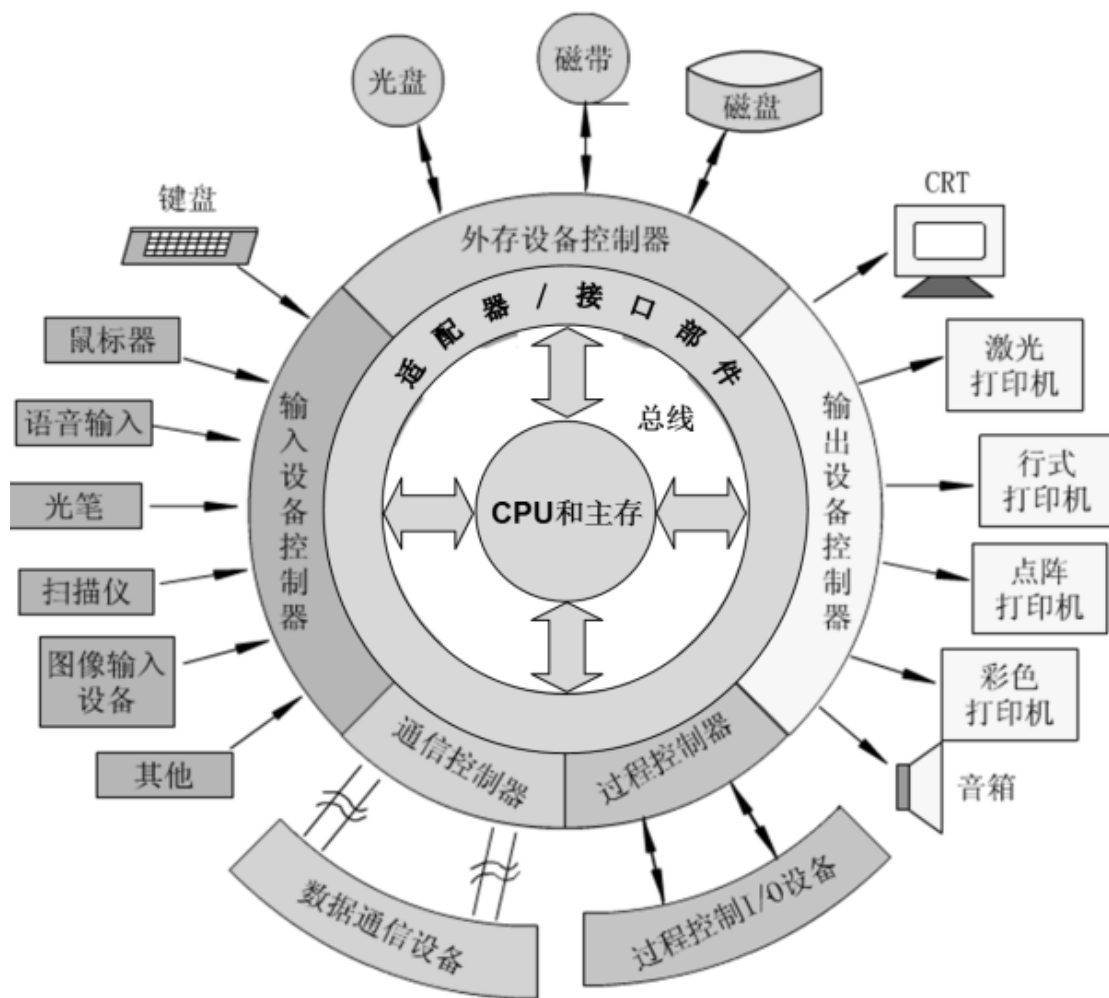 光盘
磁带
磁盘
键盘
CRT
外存设备控制器
适配器/接口部件
鼠标器
激光
打印机
语音输入
输入设备控制器
总线
输出设备控制器
行式
打印机
光笔
CPU和主存
扫描仪
点阵
打印机
图像输入
设备
彩色
打印机
其他
通信控制器
过程控制器
音箱
数据通信设备
过程控制I/O设备